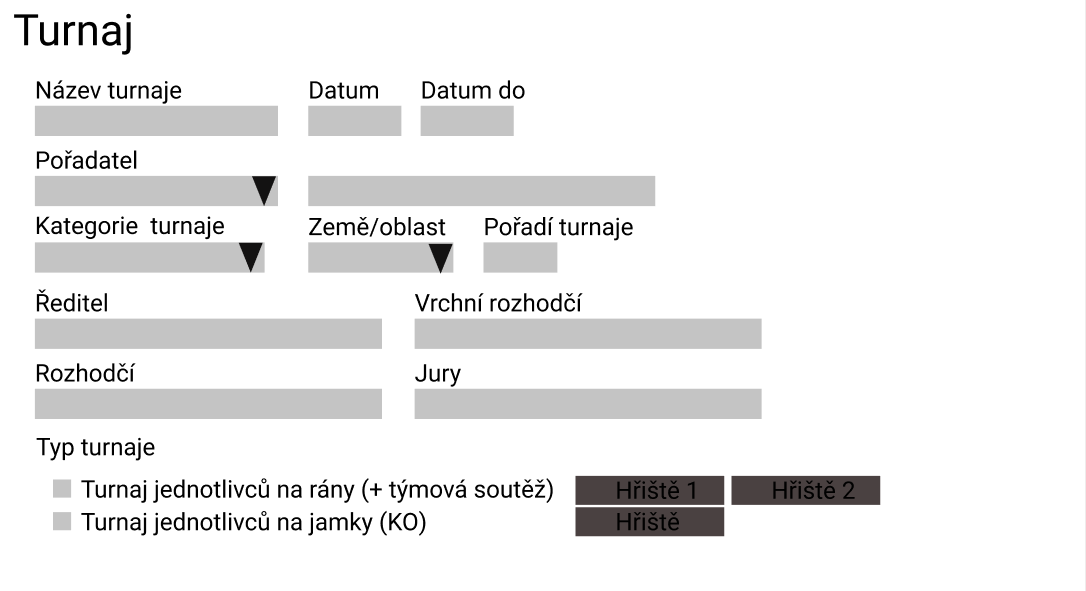 Turnaj
Název turnaje Datum Datum do
Pořadatel
Kategorie turnaje Země/oblast Pořadí turnaje
Ředitel Vrchní rozhodčí
Rozhodčí Jury
Typ turnaje
Turnaj jednotlivců na rány (+ týmová soutěž) Hřiště 1 Hřiště 2
Turnaj jednotlivců na jamky (KO) Hřiště